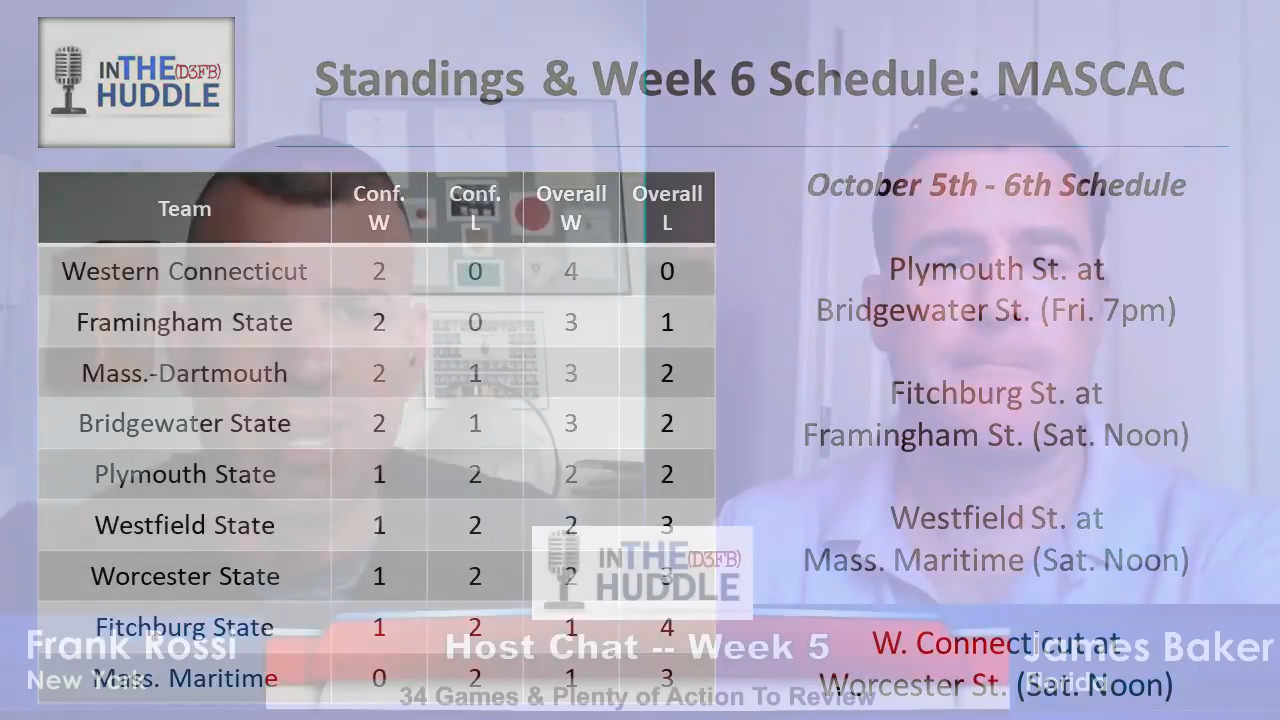 IN THE (D3FB)
HUDDLE
Standings & Week 6 Schedule: MASCAC
Team Conf. W Conf. L Overall W Overall L
Western Connecticut 2 0 4 0
Framingham State 2 0 3 1
Mass.-Dartmouth 2 1 3 2
Bridgewater State 2 1 3 2
Plymouth State 1 2 2 2
Westfield State 1 2 2 3
Worcester State 1 2 2 3
Fitchburg State 1 2 1 4
Mass. Maritime 0 2 1 3
October 5th - 6th Schedule
Plymouth St. at
Bridgewater St. (Fri. 7pm)
Fitchburg St. at
Framingham St. (Sat. Noon)
Westfield St. at
Mass. Maritime (Sat. Noon)
W. Connecticut at
Worcester St. (Sat. Noon)
IN THE (D3FB)
HUDDLE
Frank Rossi
New York
Host Chat -- Week 5
34 Games & Plenty of Action To Review
James Baker
Florida